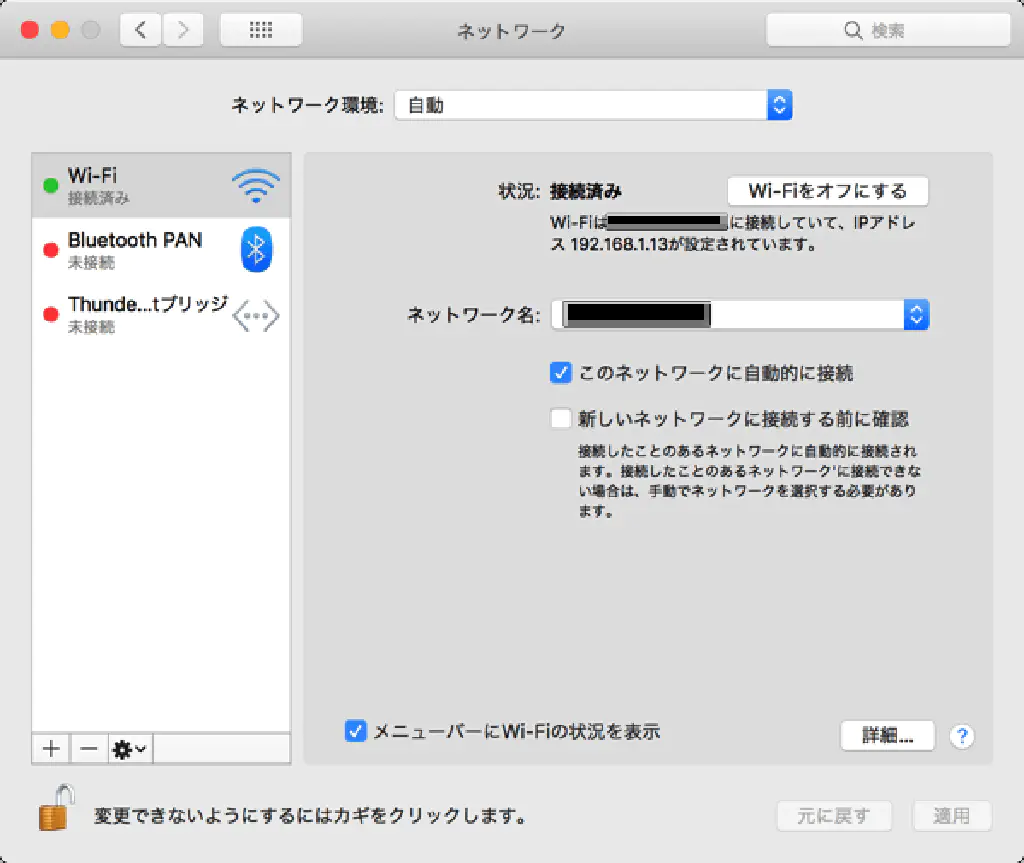 ネットワーク
検索
ネットワーク環境: 自動
Wi-Fi
接続済み
Bluetooth PAN
未接続
Thunde...tブリッジ
未接続
状況: 接続済み
Wi-Fiをオフにする
Wi-Fiは
に接続していて、IPアドレ
ス 192.168.1.13が設定されています。
ネットワーク名:
このネットワークに自動的に接続
新しいネットワークに接続する前に確認
接続したことのあるネットワークに自動的に接続され
ます。接続したことのあるネットワーク'に接続できな
い場合は、手動でネットワークを選択する必要があり
ます。
メニューバーにWi-Fiの状況を表示
詳細...
?
変更できないようにするにはカギをクリックします。
元に戻す
適用